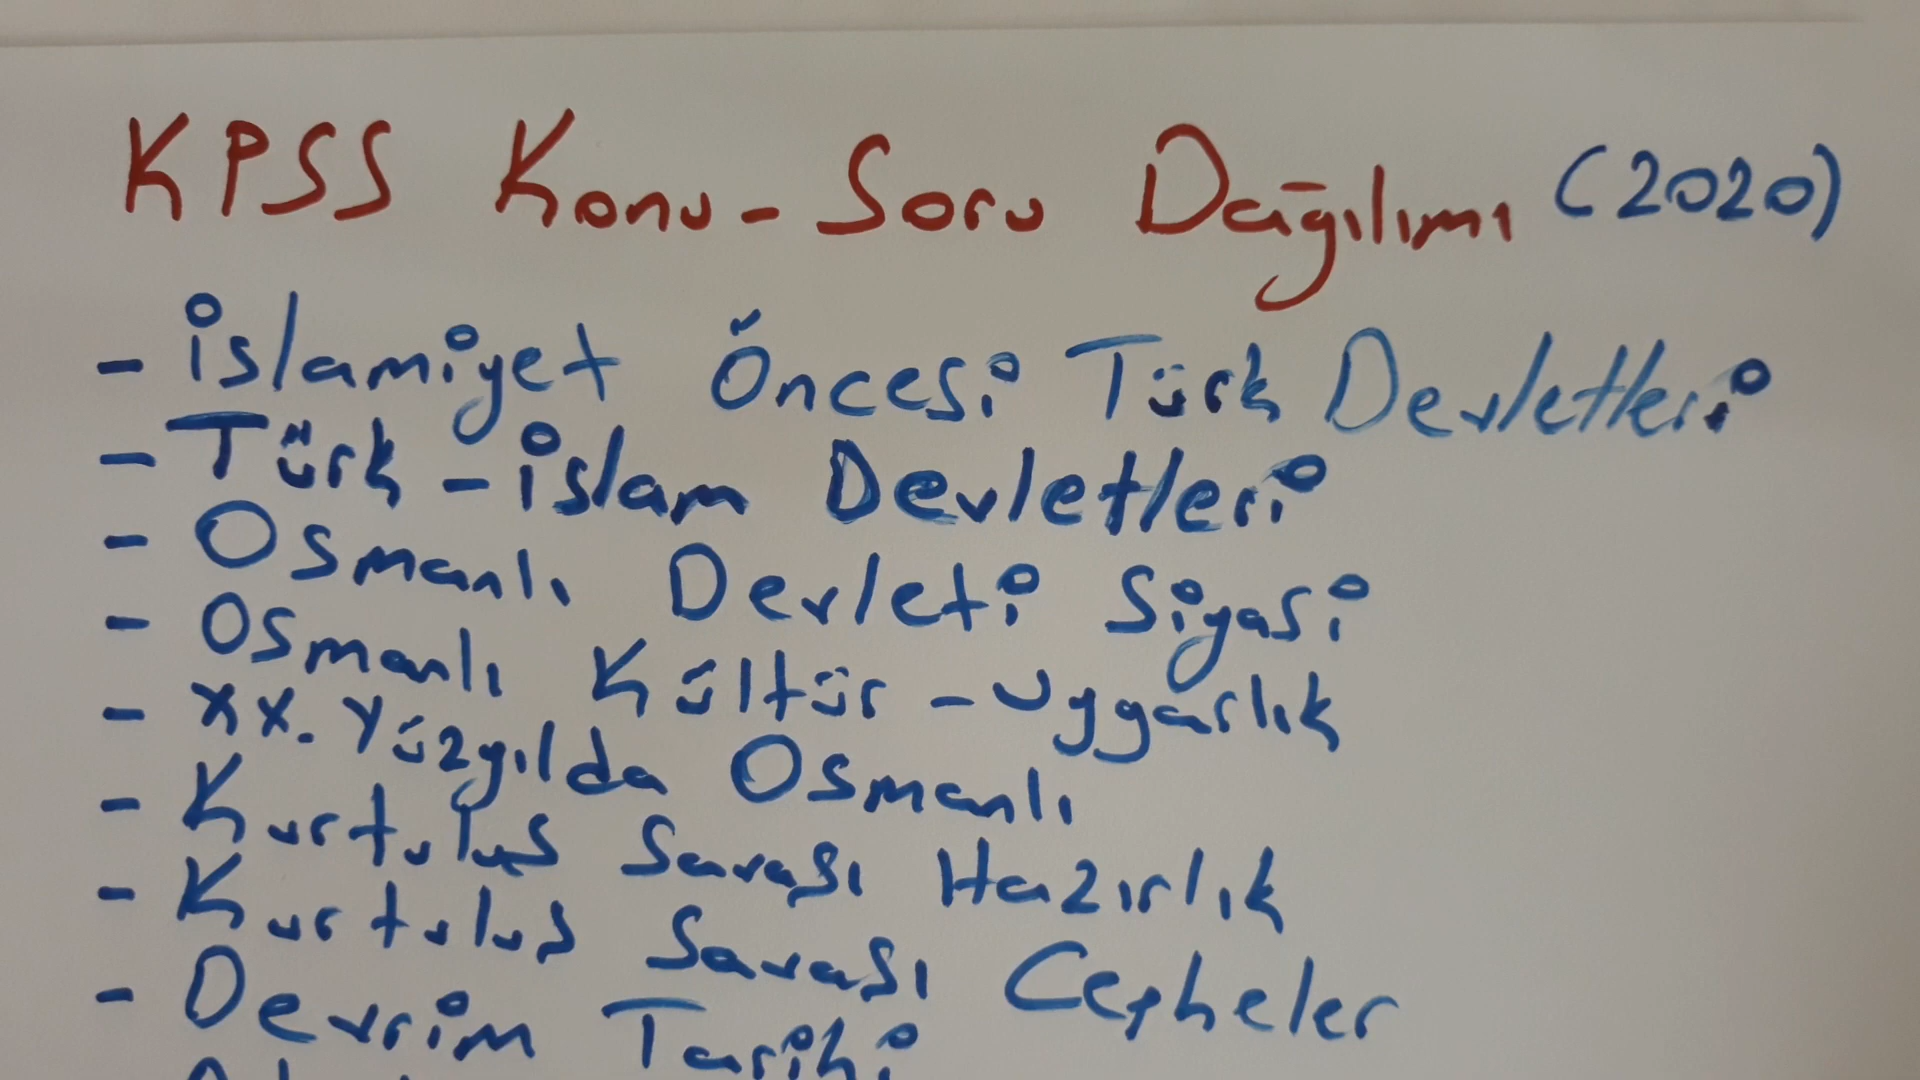 KPSS Konu-Soru Dağılımı (2020)
- İslamiyet Öncesi Türk Devletleri
- Türk-İslam Devletleri
- Osmanlı Devleti Siyasi
- Osmanlı Kültür-Uygarlık
- XX. Yüzyılda Osmanlı
- Kurtuluş Savaşı Hazırlık
- Kurtuluş Savaşı Cepheler
- Devrim Tarihi